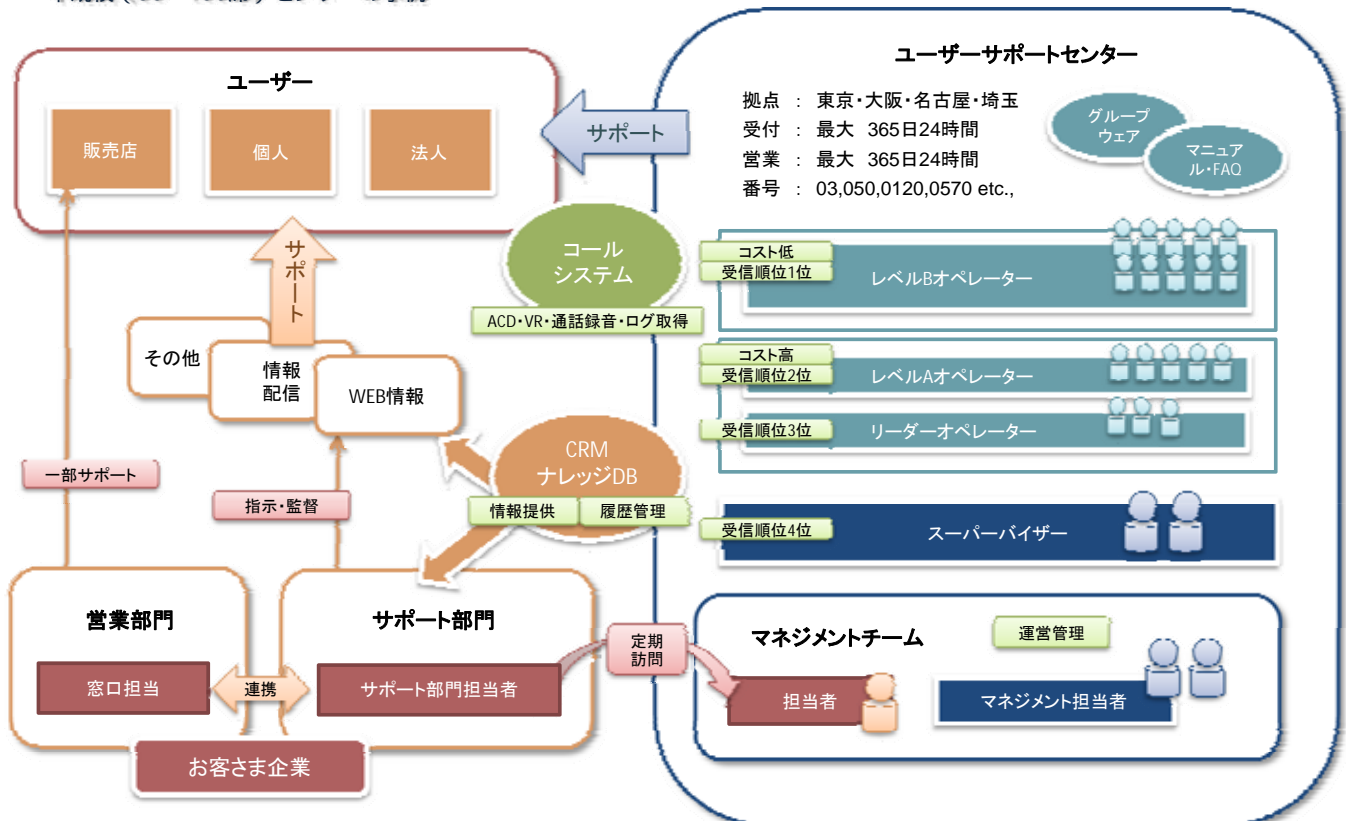 ユーザー
販売店
個人
法人
サポート
ユーザーサポートセンター
拠点 : 東京・大阪・名古屋・埼玉
受付 : 最大 365日24時間
営業 : 最大 365日24時間
番号 : 03,050,0120,0570 etc.,
グループ
ウェア
マニュア
ル・FAQ
コール
システム
ACD・VR・通話録音・ログ取得
コスト低
受信順位1位
レベルBオペレーター
コスト高
受信順位2位
レベルAオペレーター
受信順位3位
リーダーオペレーター
受信順位4位
スーパーバイザー
サポート
その他
情報
配信
WEB情報
CRM
ナレッジDB
情報提供
履歴管理
一部サポート
指示・監督
営業部門
窓口担当
連携
サポート部門
サポート部門担当者
お客さま企業
定期
訪問
マネジメントチーム
運営管理
担当者
マネジメント担当者